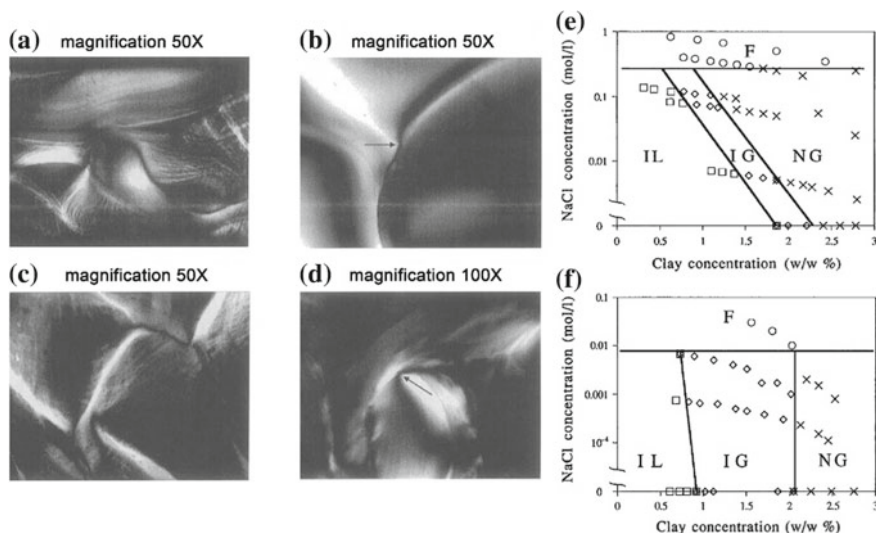 (a) magnification 50X
(b) magnification 50X
(c) magnification 50X
(d) magnification 100X
(e)
NaCl concentration (mol/l)
1
0.1
0.01
0
F
IL
IG
NG
0 0.5 1 1.5 2 2.5 3
Clay concentration (w/w %)
(f)
NaCl concentration (mol/l)
0.1
0.01
0.001
10⁻⁴
0
F
IL
IG
NG
0 0.5 1 1.5 2 2.5 3
Clay concentration (w/w %)